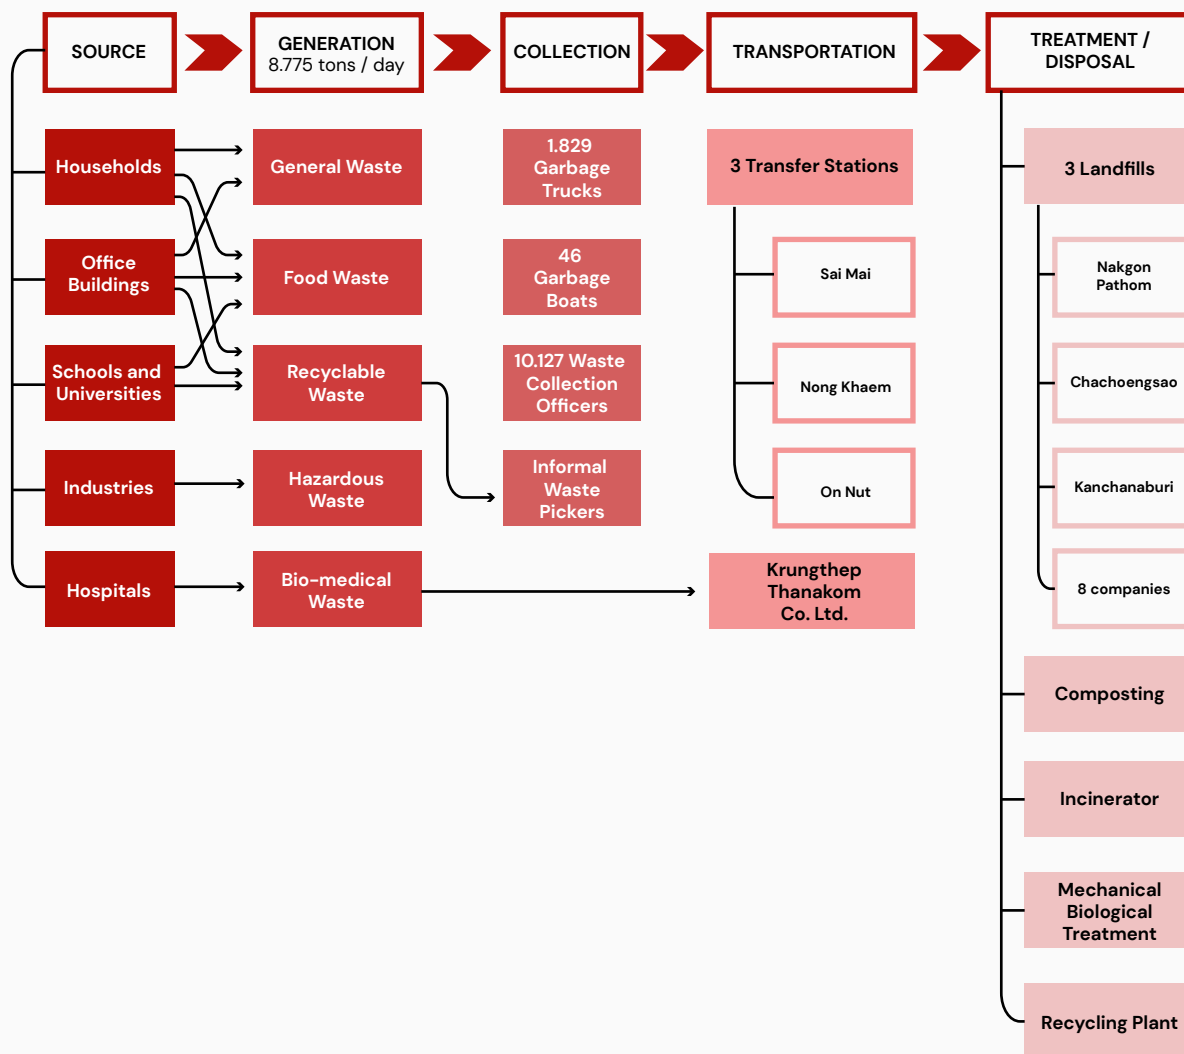 SOURCE
GENERATION
8.775 tons / day
COLLECTION
TRANSPORTATION
TREATMENT /
DISPOSAL
Households
Office
Buildings
Schools and
Universities
Industries
Hospitals
General Waste
Food Waste
Recyclable
Waste
Hazardous
Waste
Bio-medical
Waste
1.829
Garbage
Trucks
46
Garbage
Boats
10.127 Waste
Collection
Officers
Informal
Waste
Pickers
3 Transfer Stations
Sai Mai
Nong Khaem
On Nut
Krungthep
Thanakom
Co. Ltd.
3 Landfills
Nakgon
Pathom
Chachoengsao
Kanchanaburi
8 companies
Composting
Incinerator
Mechanical
Biological
Treatment
Recycling Plant